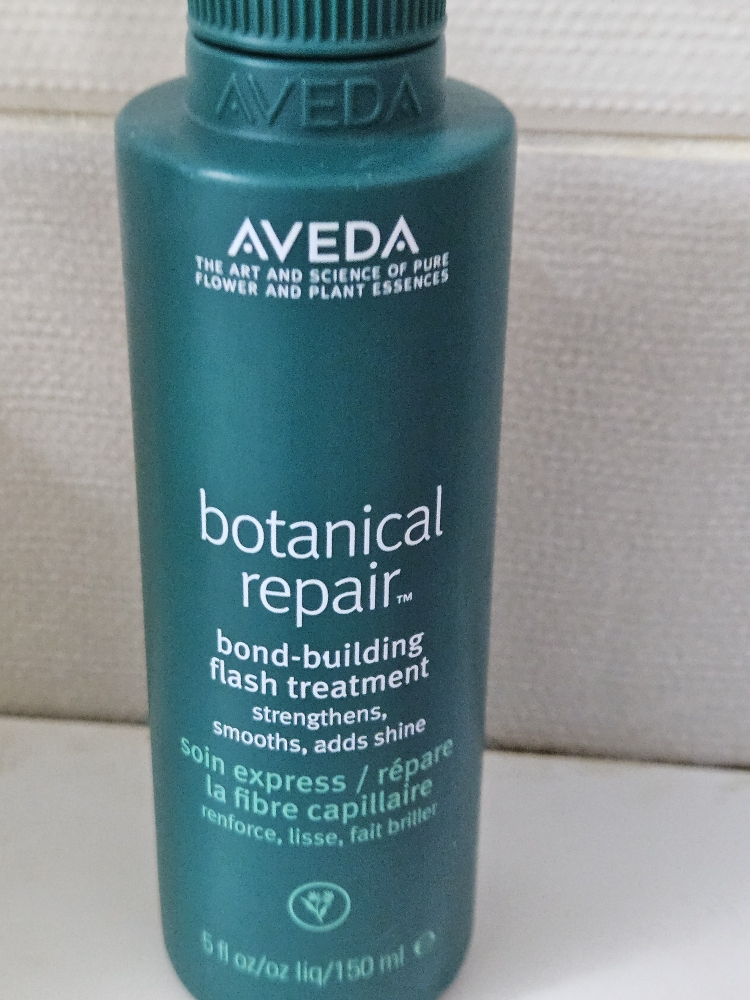 AVEDA
AVEDA
THE ART AND SCIENCE OF PURE
FLOWER AND PLANT ESSENCES
botanical
repair™
bond-building
flash treatment
strengthens,
smooths, adds shine
soin express / répare
la fibre capillaire
renforce, lisse, fait briller
5 fl oz/oz liq/150 ml ℮